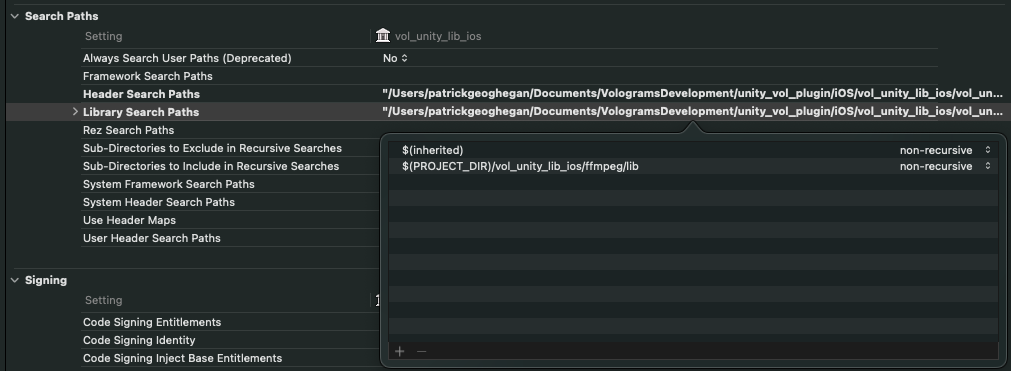 Search Paths
Setting vol_unity_lib_ios
Always Search User Paths (Deprecated) No
Framework Search Paths
Header Search Paths "/Users/patrickgeoghegan/Documents/VologramsDevelopment/unity_vol_plugin/iOS/vol_unity_lib_ios/vol_un...
Library Search Paths "/Users/patrickgeoghegan/Documents/VologramsDevelopment/unity_vol_plugin/iOS/vol_unity_lib_ios/vol_un...
Rez Search Paths
Sub-Directories to Exclude in Recursive Searches
Sub-Directories to Include in Recursive Searches
System Framework Search Paths
System Header Search Paths
Use Header Maps
User Header Search Paths
$(inherited) non-recursive
$(PROJECT_DIR)/vol_unity_lib_ios/ffmpeg/lib non-recursive
Signing
Setting
Code Signing Entitlements
Code Signing Identity
Code Signing Inject Base Entitlements